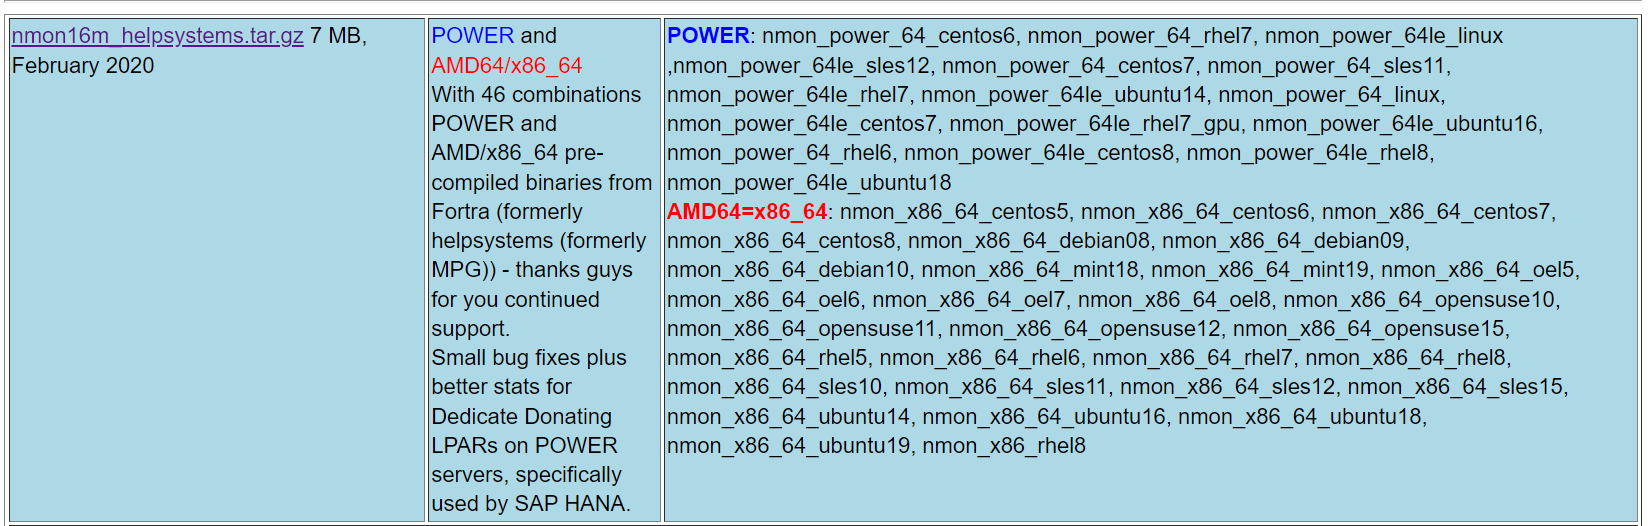 nmon16m_helpsystems.tar.gz 7 MB,
February 2020
POWER and
AMD64/x86_64
With 46 combinations
POWER and
AMD/x86_64 pre-
compiled binaries from
Fortra (formerly
helpsystems (formerly
MPG)) - thanks guys
for you continued
support.
Small bug fixes plus
better stats for
Dedicate Donating
LPARs on POWER
servers, specifically
used by SAP HANA.
POWER: nmon_power_64_centos6, nmon_power_64_rhel7, nmon_power_64le_linux
,nmon_power_64le_sles12, nmon_power_64_centos7, nmon_power_64_sles11,
nmon_power_64le_rhel7, nmon_power_64le_ubuntu14, nmon_power_64_linux,
nmon_power_64le_centos7, nmon_power_64le_rhel7_gpu, nmon_power_64le_ubuntu16,
nmon_power_64_rhel6, nmon_power_64le_centos8, nmon_power_64le_rhel8,
nmon_power_64le_ubuntu18
AMD64=x86_64: nmon_x86_64_centos5, nmon_x86_64_centos6, nmon_x86_64_centos7,
nmon_x86_64_centos8, nmon_x86_64_debian08, nmon_x86_64_debian09,
nmon_x86_64_debian10, nmon_x86_64_mint18, nmon_x86_64_mint19, nmon_x86_64_oel5,
nmon_x86_64_oel6, nmon_x86_64_oel7, nmon_x86_64_oel8, nmon_x86_64_opensuse10,
nmon_x86_64_opensuse11, nmon_x86_64_opensuse12, nmon_x86_64_opensuse15,
nmon_x86_64_rhel5, nmon_x86_64_rhel6, nmon_x86_64_rhel7, nmon_x86_64_rhel8,
nmon_x86_64_sles10, nmon_x86_64_sles11, nmon_x86_64_sles12, nmon_x86_64_sles15,
nmon_x86_64_ubuntu14, nmon_x86_64_ubuntu16, nmon_x86_64_ubuntu18,
nmon_x86_64_ubuntu19, nmon_x86_rhel8